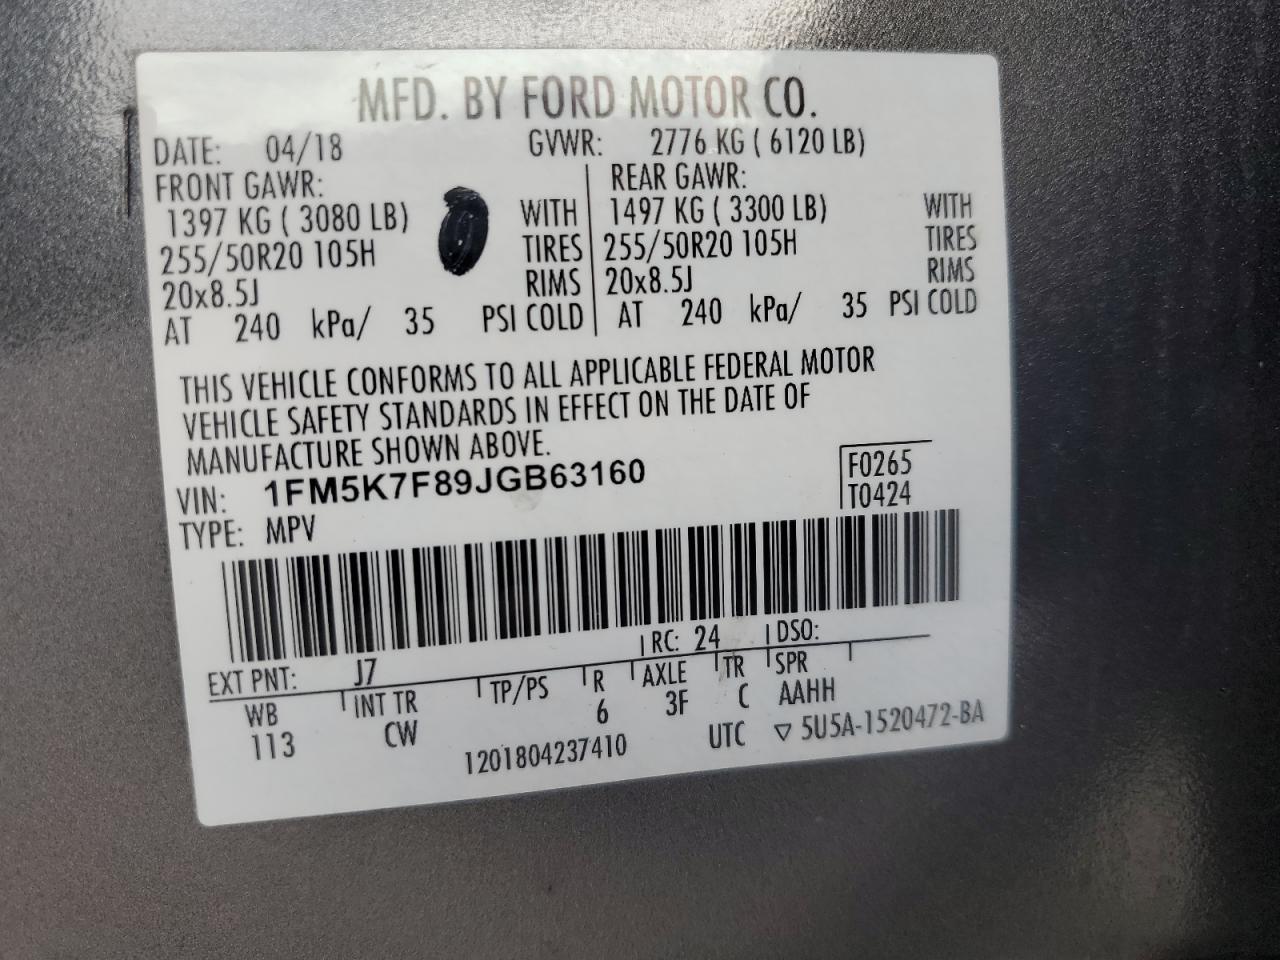 MFD. BY FORD MOTOR CO.
DATE: 04/18 GVWR: 2776 KG ( 6120 LB)
FRONT GAWR: REAR GAWR:
1397 KG ( 3080 LB) WITH 1497 KG ( 3300 LB) WITH
255/50R20 105H TIRES 255/50R20 105H TIRES
20x8.5J RIMS 20x8.5J RIMS
AT 240 kPa/ 35 PSI COLD AT 240 kPa/ 35 PSI COLD
THIS VEHICLE CONFORMS TO ALL APPLICABLE FEDERAL MOTOR
VEHICLE SAFETY STANDARDS IN EFFECT ON THE DATE OF
MANUFACTURE SHOWN ABOVE.
VIN: 1FM5K7F89JGB63160 F0265
TYPE: MPV T0424
EXT PNT: J7 RC: 24 DSO:
WB INT TR TP/PS R AXLE TR SPR
113 CW 6 3F C AAHH
1201804237410 UTC ▽ 5U5A-1520472-BA